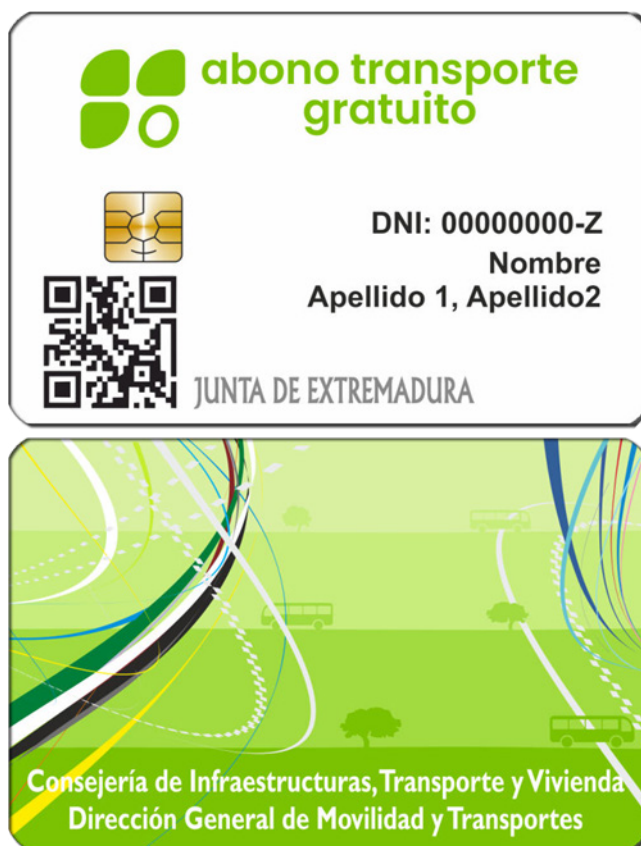 abono transporte
gratuito
DNI: 00000000-Z
Nombre
Apellido 1, Apellido2
JUNTA DE EXTREMADURA
Consejería de Infraestructuras, Transporte y Vivienda
Dirección General de Movilidad y Transportes